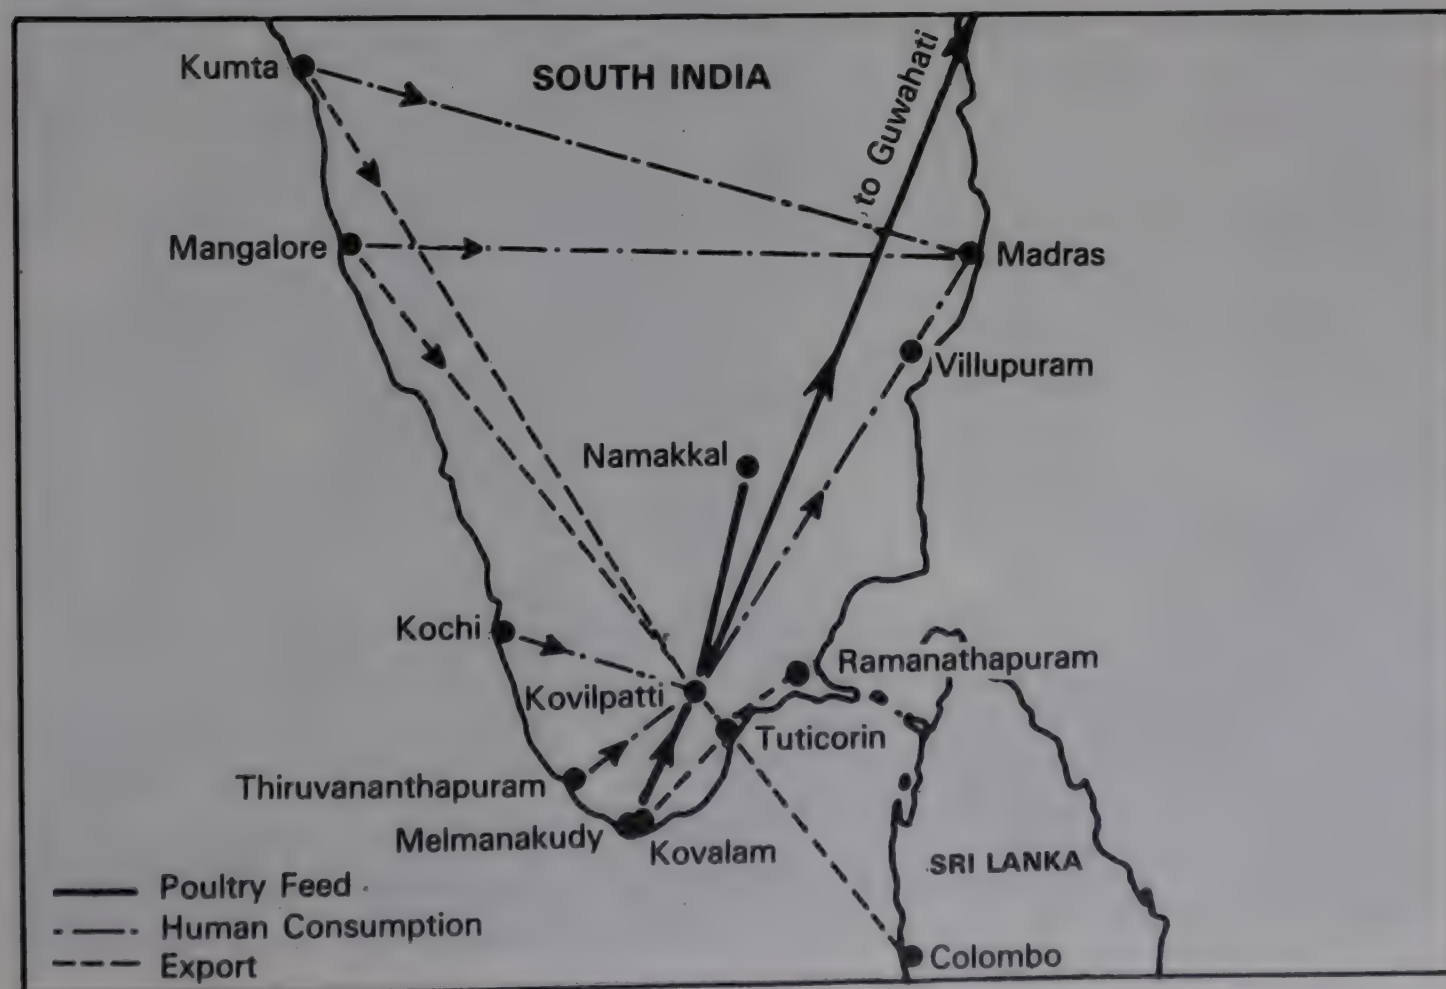 SOUTH INDIA
Kumta
to Guwahati
Mangalore
Madras
Villupuram
Namakkal
Kochi
Ramanathapuram
Kovilpatti
Tuticorin
Thiruvananthapuram
Melmanakudy
Kovalam
SRI LANKA
Poultry Feed
Human Consumption
Export
Colombo